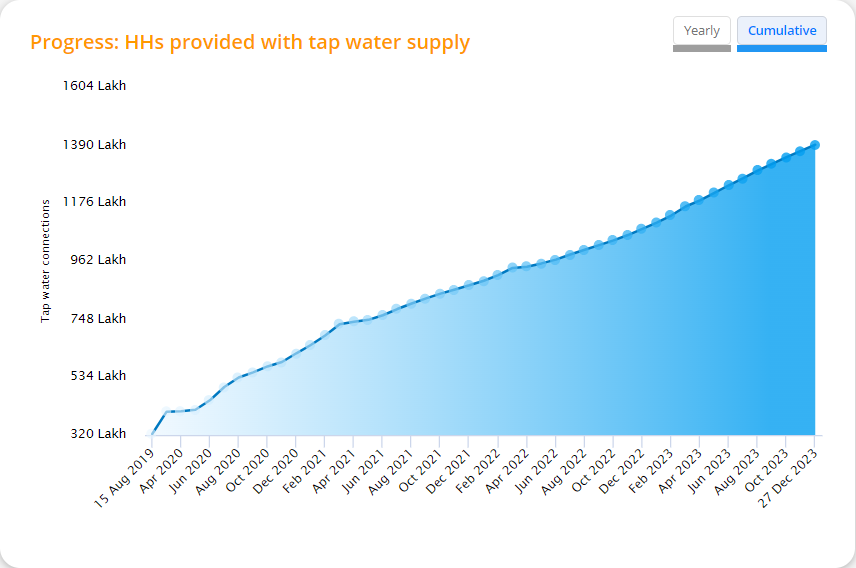 Progress: HHs provided with tap water supply
Yearly
Cumulative
1604 Lakh
1390 Lakh
1176 Lakh
962 Lakh
748 Lakh
534 Lakh
320 Lakh
Tap water connections
15 Aug 2019
Apr 2020
Jun 2020
Aug 2020
Oct 2020
Dec 2020
Feb 2021
Apr 2021
Jun 2021
Aug 2021
Oct 2021
Dec 2021
Feb 2022
Apr 2022
Jun 2022
Aug 2022
Oct 2022
Dec 2022
Feb 2023
Apr 2023
Jun 2023
Aug 2023
Oct 2023
27 Dec 2023